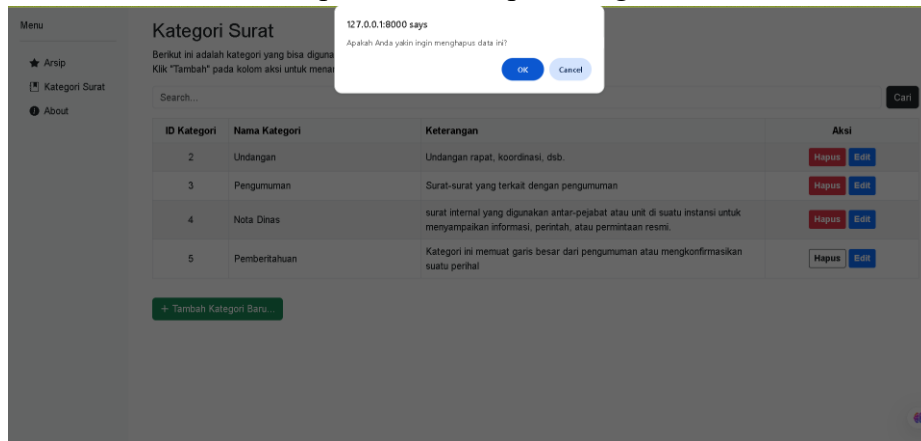 Menu
Arsip
Kategori Surat
About
Kategori Surat
Berikut ini adalah kategori yang bisa diguna
Klik "Tambah" pada kolom aksi untuk menar
127.0.0.1:8000 says
Apakah Anda yakin ingin menghapus data ini?
OK Cancel
Search... Cari
ID Kategori Nama Kategori Keterangan Aksi
2 Undangan Undangan rapat, koordinasi, dsb. Hapus Edit
3 Pengumuman Surat-surat yang terkait dengan pengumuman Hapus Edit
4 Nota Dinas surat internal yang digunakan antar-pejabat atau unit di suatu instansi untuk
menyampaikan informasi, perintah, atau permintaan resmi. Hapus Edit
5 Pemberitahuan Kategori ini memuat garis besar dari pengumuman atau mengkonfirmasikan
suatu perihal Hapus Edit
+ Tambah Kategori Baru...